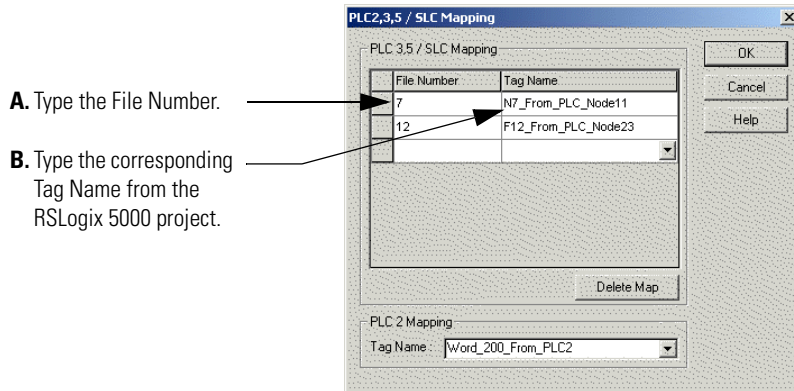 PLC2,3,5 / SLC Mapping
PLC 3,5 / SLC Mapping
File Number Tag Name
7 N7_From_PLC_Node11
12 F12_From_PLC_Node23
Delete Map
PLC 2 Mapping
Tag Name : Word_200_From_PLC2
OK
Cancel
Help
A. Type the File Number.
B. Type the corresponding
Tag Name from the
RSLogix 5000 project.